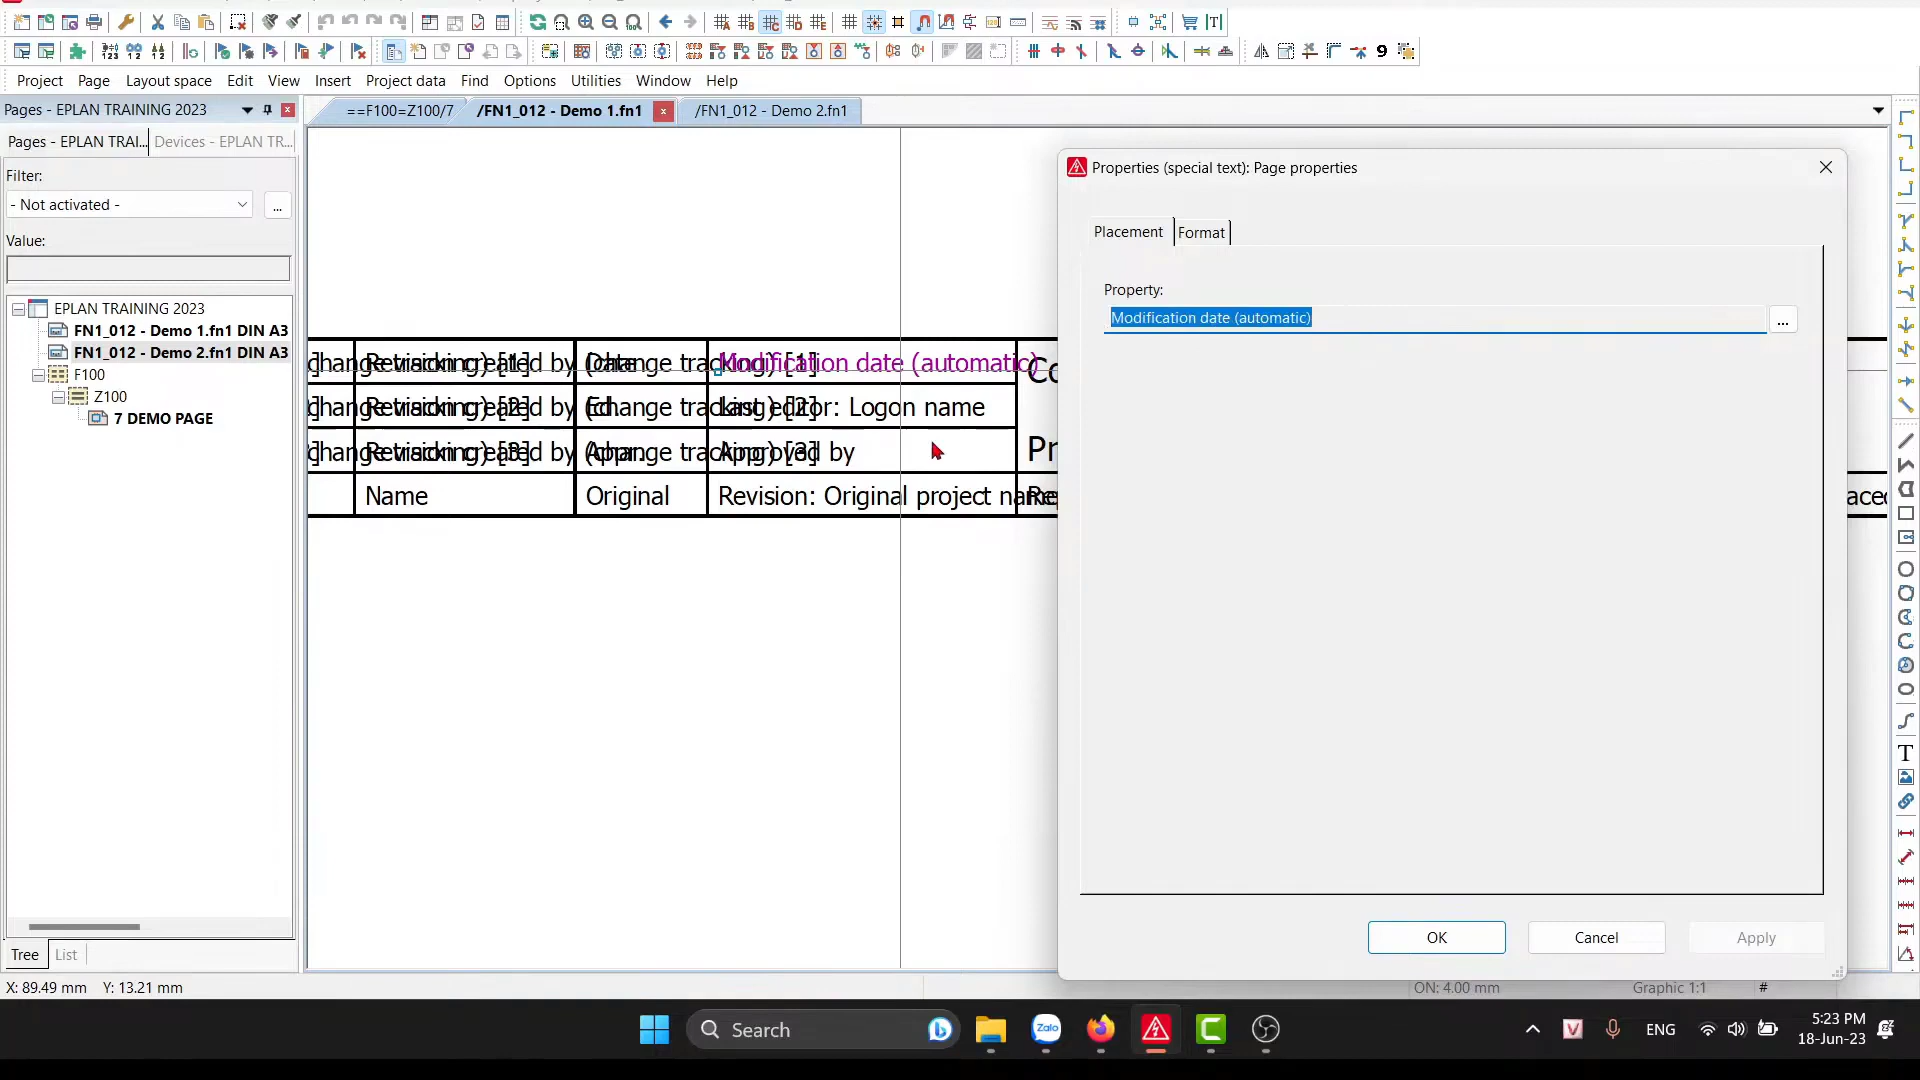 Project Page Layout space Edit View Insert Project data Find Options Utilities Window Help
Pages - EPLAN TRAINING 2023
==F100=Z100/7 /FN1_012 - Demo 1.fn1 /FN1_012 - Demo 2.fn1
Pages - EPLAN TRAI... Devices - EPLAN TR...
Filter:
- Not activated - ...
Value:
EPLAN TRAINING 2023
FN1_012 - Demo 1.fn1 DIN A3
FN1_012 - Demo 2.fn1 DIN A3
F100
Z100
7 DEMO PAGE
Tree List
Modification date (automatic)
Last editor: Logon name
Approved by
Name Original Revision: Original project name
Properties (special text): Page properties
Placement Format
Property:
Modification date (automatic) ...
OK Cancel Apply
X: 89.49 mm Y: 13.21 mm ON: 4.00 mm Graphic 1:1 #
Search Zalo ENG 5:23 PM
18-Jun-23